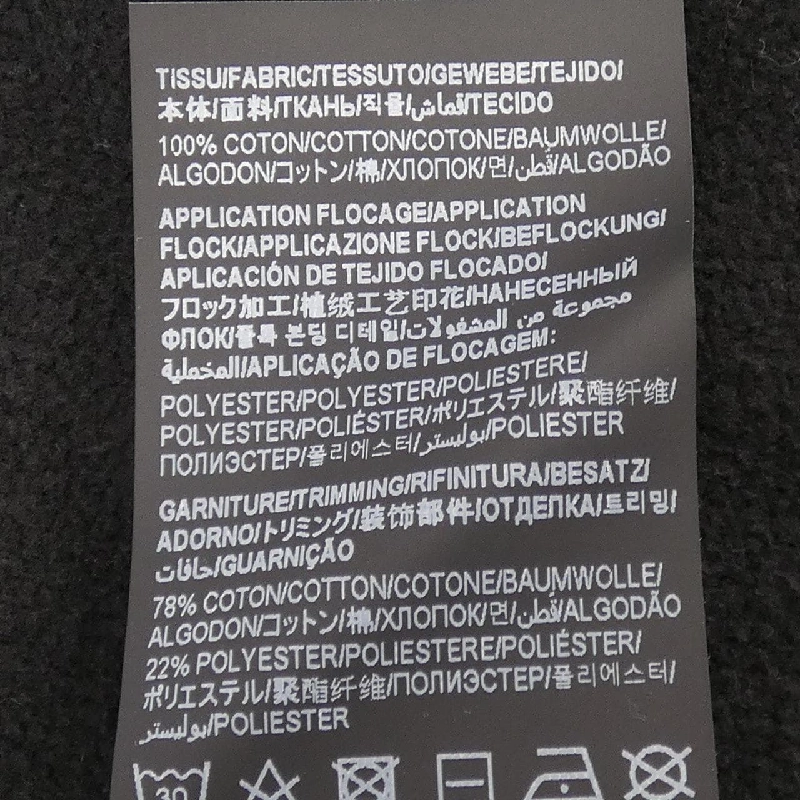 TISSU/FABRIC/TESSUTO/GEWEBE/TEJIDO/
本体/面料/ТКАНЬ/직물/قماش/TECIDO
100% COTON/COTTON/COTONE/BAUMWOLLE/
ALGODON/コットン/棉/ХЛОПОК/면/قطن/ALGODÃO
APPLICATION FLOCAGE/APPLICATION
FLOCK/APPLICAZIONE FLOCK/BEFLOCKUNG/
APLICACIÓN DE TEJIDO FLOCADO/
フロック加工/植绒工艺印花/НАНЕСЕННЫЙ
ФЛОК/플록 본딩 디테일/مجموعة من المشغولات
المخملية/APLICAÇÃO DE FLOCAGEM:
POLYESTER/POLYESTER/POLIESTERE/
POLYESTER/POLIÉSTER/ポリエステル/聚酯纤维/
ПОЛИЭСТЕР/폴리에스터/بوليستر/POLIESTER
GARNITURE/TRIMMING/RIFINITURA/BESATZ/
ADORNO/トリミング/装饰部件/ОТДЕЛКА/트리밍/
حافات/GUARNIÇÃO
78% COTON/COTTON/COTONE/BAUMWOLLE/
ALGODON/コットン/棉/ХЛОПОК/면/قطن/ALGODÃO
22% POLYESTER/POLIESTERE/POLIÉSTER/
ポリエステル/聚酯纤维/ПОЛИЭСТЕР/폴리에스터/
بوليستر/POLIESTER
30